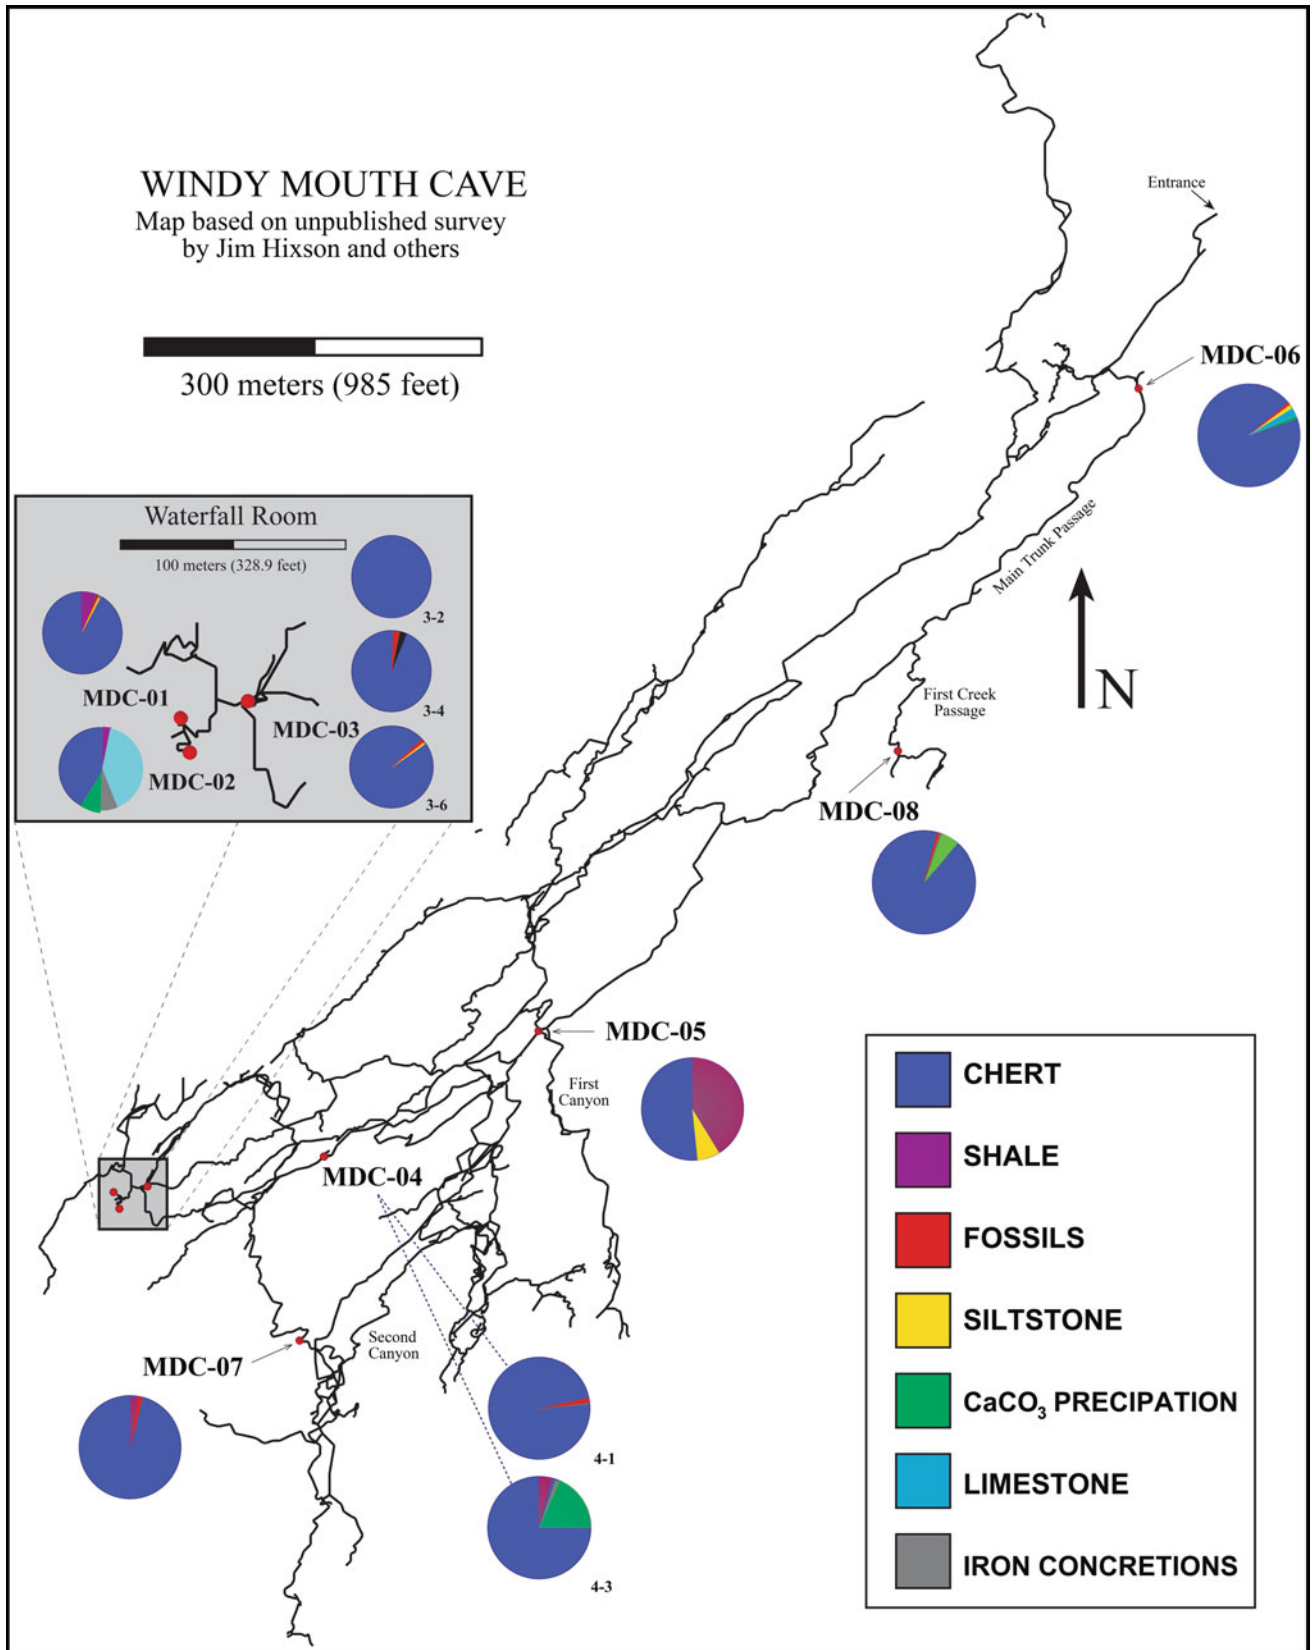 WINDY MOUTH CAVE
Map based on unpublished survey
by Jim Hixson and others
300 meters (985 feet)
Entrance
MDC-06
Main Trunk Passage
N
First Creek
Passage
MDC-08
Waterfall Room
100 meters (328.9 feet)
3-2
3-4
3-6
MDC-01
MDC-02
MDC-03
MDC-05
First
Canyon
MDC-04
Second
Canyon
MDC-07
4-1
4-3
CHERT
SHALE
FOSSILS
SILTSTONE
CaCO₃ PRECIPATION
LIMESTONE
IRON CONCRETIONS